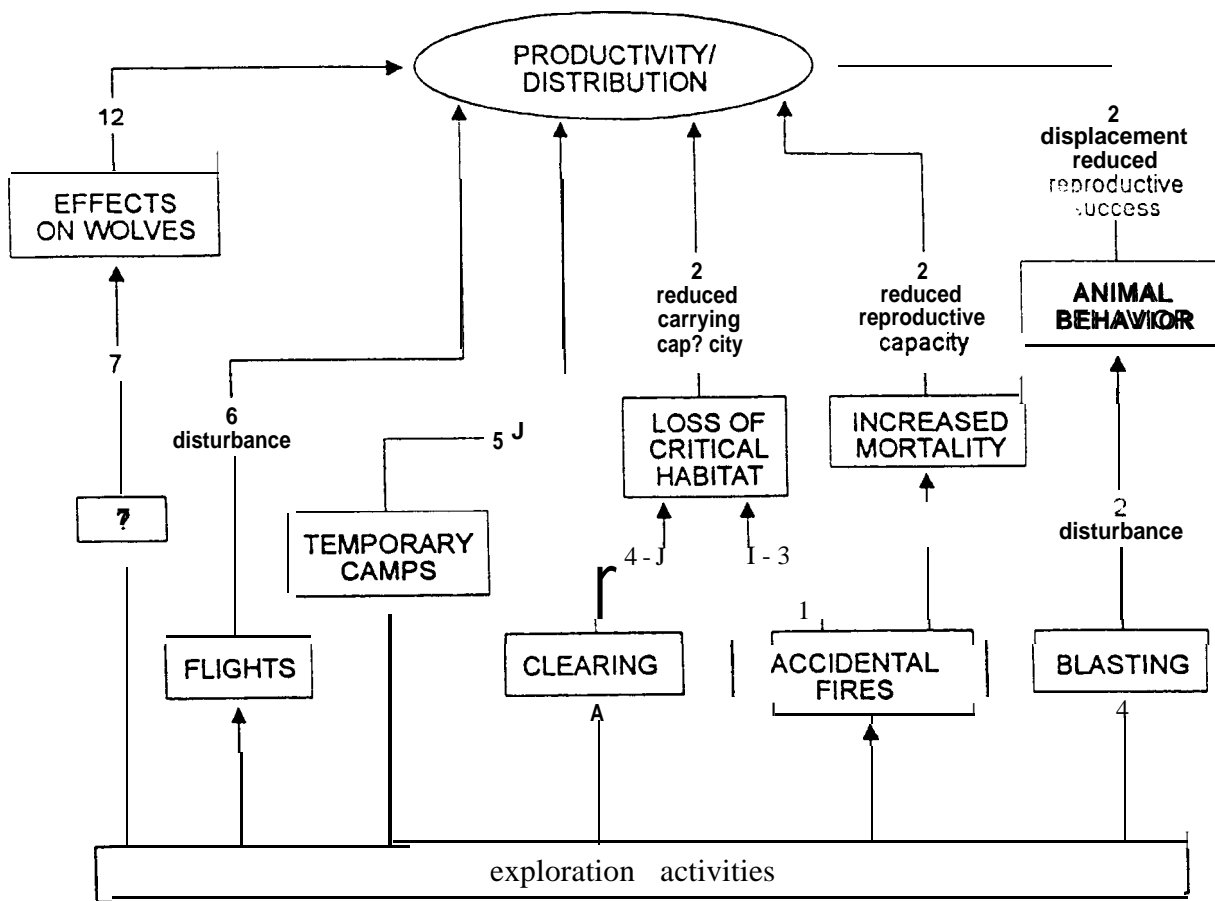 PRODUCTIVITY/
DISTRIBUTION
12
2
displacement
reduced
reproductive
success
EFFECTS
ON WOLVES
2
reduced
carrying
cap? city
2
reduced
reproductive
capacity
ANIMAL
BEHAVIOR
7
6
disturbance
5 J
LOSS OF
CRITICAL
HABITAT
INCREASED
MORTALITY
?
TEMPORARY
CAMPS
4 - J
I - 3
2
disturbance
r
1
FLIGHTS
CLEARING
ACCIDENTAL
FIRES
BLASTING
A
4
exploration activities